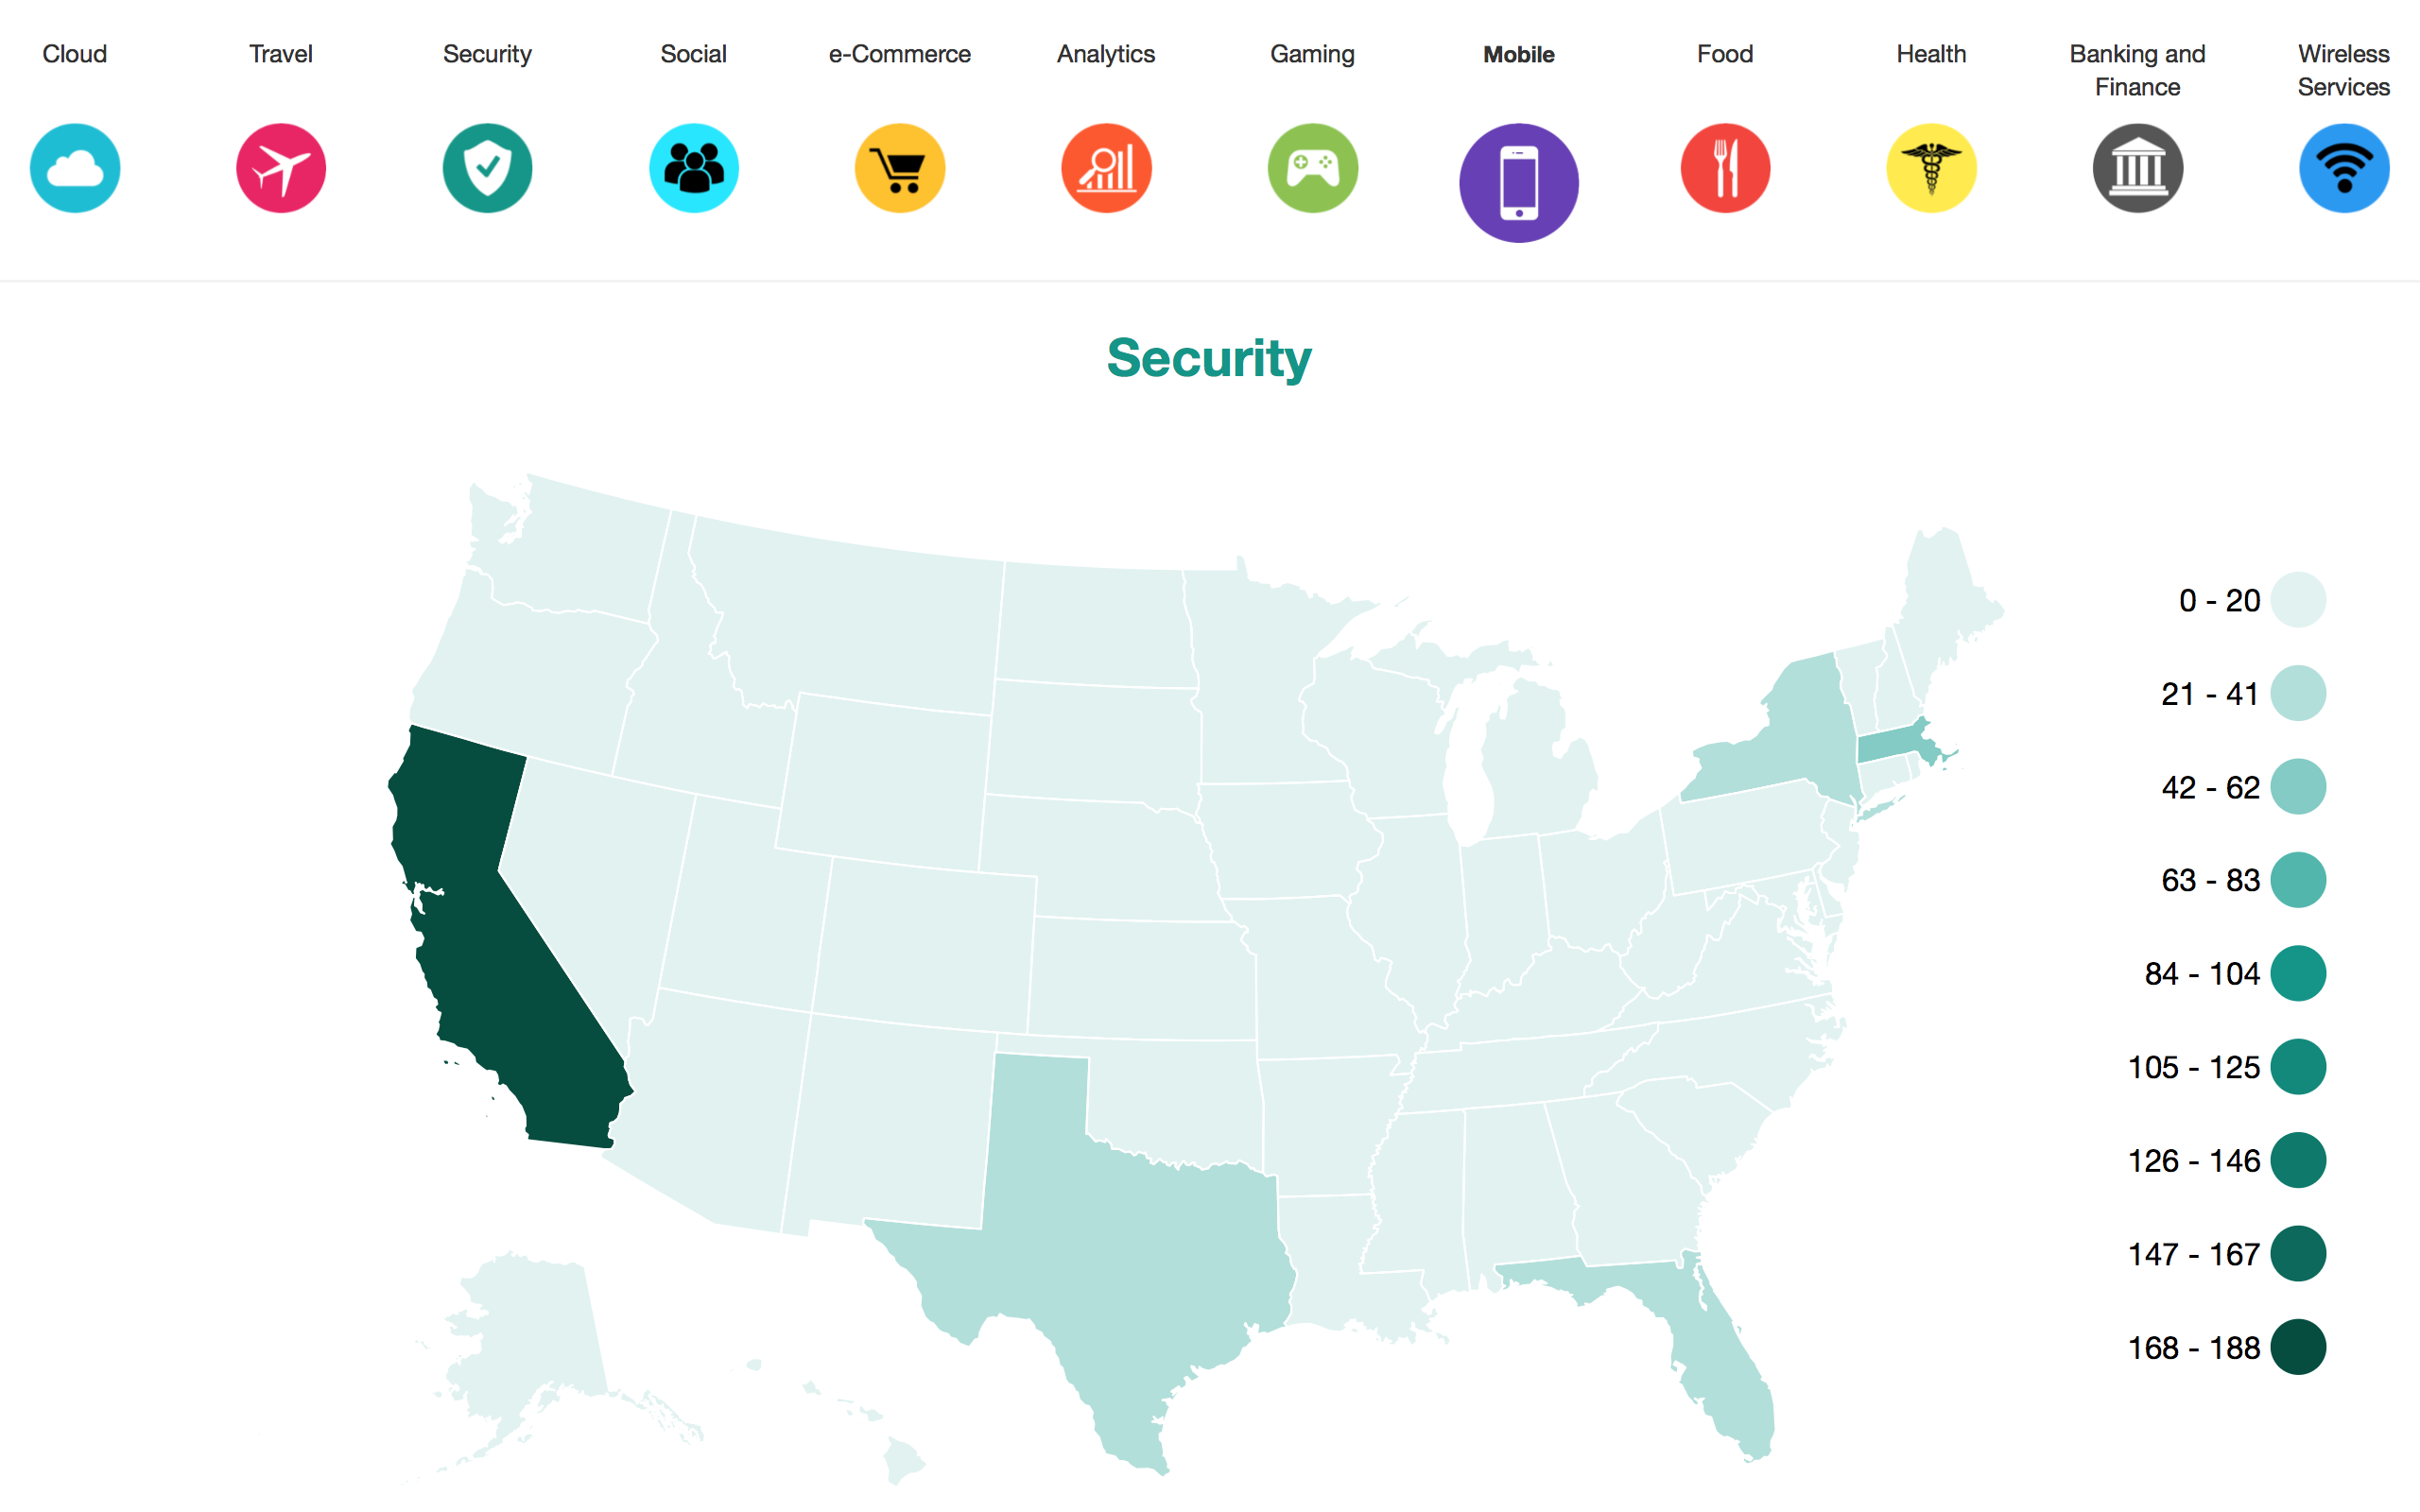 Cloud
Travel
Security
Social
e-Commerce
Analytics
Gaming
Mobile
Food
Health
Banking and
Finance
Wireless
Services
Security
0 - 20
21 - 41
42 - 62
63 - 83
84 - 104
105 - 125
126 - 146
147 - 167
168 - 188